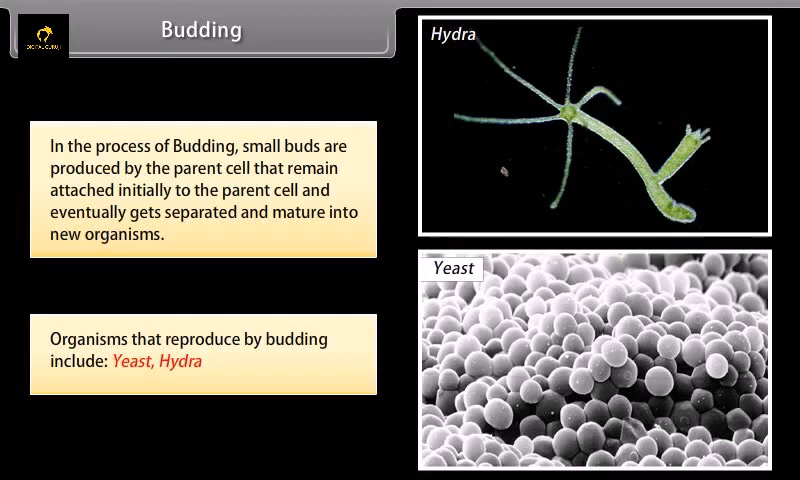 DIGITAL GURUJI
Budding
Hydra
In the process of Budding, small buds are
produced by the parent cell that remain
attached initially to the parent cell and
eventually gets separated and mature into
new organisms.
Yeast
Organisms that reproduce by budding
include: Yeast, Hydra